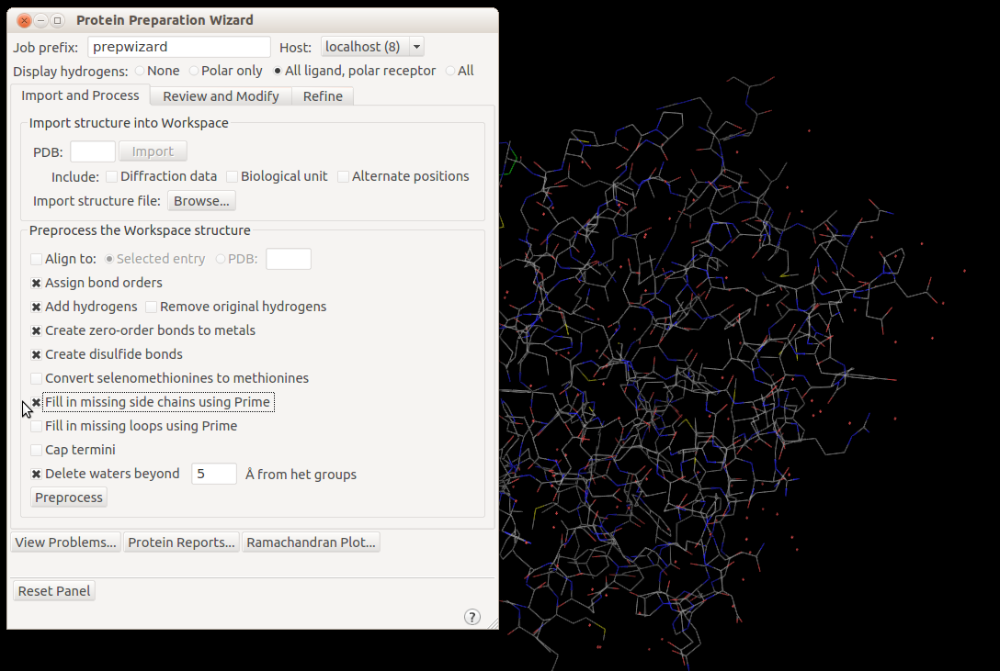 Protein Preparation Wizard
Job prefix: prepwizard Host: localhost (8)
Display hydrogens: None Polar only All ligand, polar receptor All
Import and Process Review and Modify Refine
Import structure into Workspace
PDB: Import
Include: Diffraction data Biological unit Alternate positions
Import structure file: Browse...
Preprocess the Workspace structure
Align to: Selected entry PDB:
Assign bond orders
Add hydrogens Remove original hydrogens
Create zero-order bonds to metals
Create disulfide bonds
Convert selenomethionines to methionines
Fill in missing side chains using Prime
Fill in missing loops using Prime
Cap termini
Delete waters beyond 5 Å from het groups
Preprocess
View Problems... Protein Reports... Ramachandran Plot...
Reset Panel
?